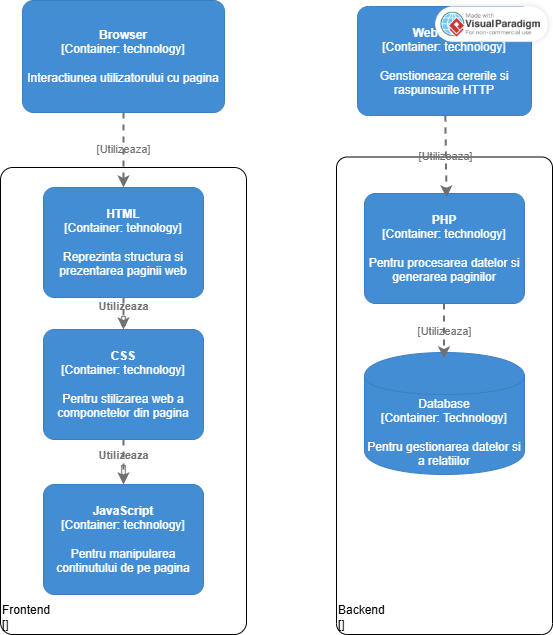 Browser
[Container: technology]
Interactiunea utilizatorului cu pagina
[Utilizeaza]
HTML
[Container: tehnology]
Reprezinta structura si
prezentarea paginii web
Utilizeaza
[]
CSS
[Container: technology]
Pentru stilizarea web a
componetelor din pagina
Utilizeaza
[]
JavaScript
[Container: technology]
Pentru manipularea
continutului de pe pagina
Frontend
[]
Made with
Visual Paradigm
For non-commercial use
Web
[Container: technology]
Genstioneaza cererile si
raspunsurile HTTP
[Utilizeaza]
PHP
[Container: technology]
Pentru procesarea datelor si
generarea paginilor
[Utilizeaza]
Database
[Container: Technology]
Pentru gestionarea datelor si
a relatiilor
Backend
[]